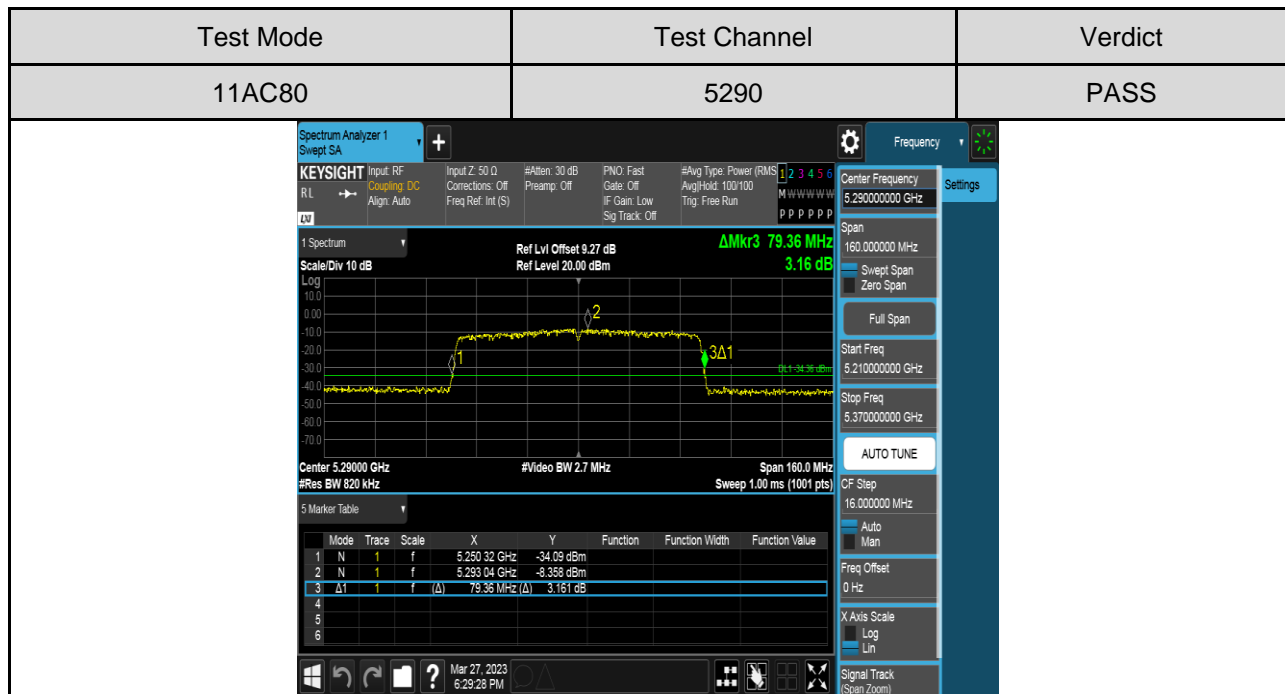 Test Mode Test Channel Verdict
11AC80 5290 PASS
Spectrum Analyzer 1
Swept SA
+
Frequency
KEYSIGHT Input: RF Input Z: 50 Ω #Atten: 30 dB PNO: Fast #Avg Type: Power (RMS 1 2 3 4 5 6
RL Coupling: DC Corrections: Off Preamp: Off Gate: Off Avg|Hold: 100/100 M W W W W W
Align: Auto Freq Ref: Int (S) IF Gain: Low Trig: Free Run
LXI Sig Track: Off P P P P P P
Center Frequency
5.290000000 GHz
Settings
Span
160.000000 MHz
Swept Span
Zero Span
Full Span
Start Freq
5.210000000 GHz
Stop Freq
5.370000000 GHz
AUTO TUNE
CF Step
16.000000 MHz
Auto
Man
Freq Offset
0 Hz
X Axis Scale
Log
Lin
Signal Track
(Span Zoom)
1 Spectrum Ref Lvl Offset 9.27 dB ΔMkr3 79.36 MHz
Scale/Div 10 dB Ref Level 20.00 dBm 3.16 dB
Log
10.0
0.00
-10.0
-20.0
-30.0
-40.0
-50.0
-60.0
-70.0
2
1
3Δ1
DL1 -34.36 dBm
Center 5.29000 GHz #Video BW 2.7 MHz Span 160.0 MHz
#Res BW 820 kHz Sweep 1.00 ms (1001 pts)
5 Marker Table
Mode Trace Scale X Y Function Function Width Function Value
1 N 1 f 5.250 32 GHz -34.09 dBm
2 N 1 f 5.293 04 GHz -8.358 dBm
3 Δ1 1 f (Δ) 79.36 MHz (Δ) 3.161 dB
4
5
6
? Mar 27, 2023
6:29:28 PM